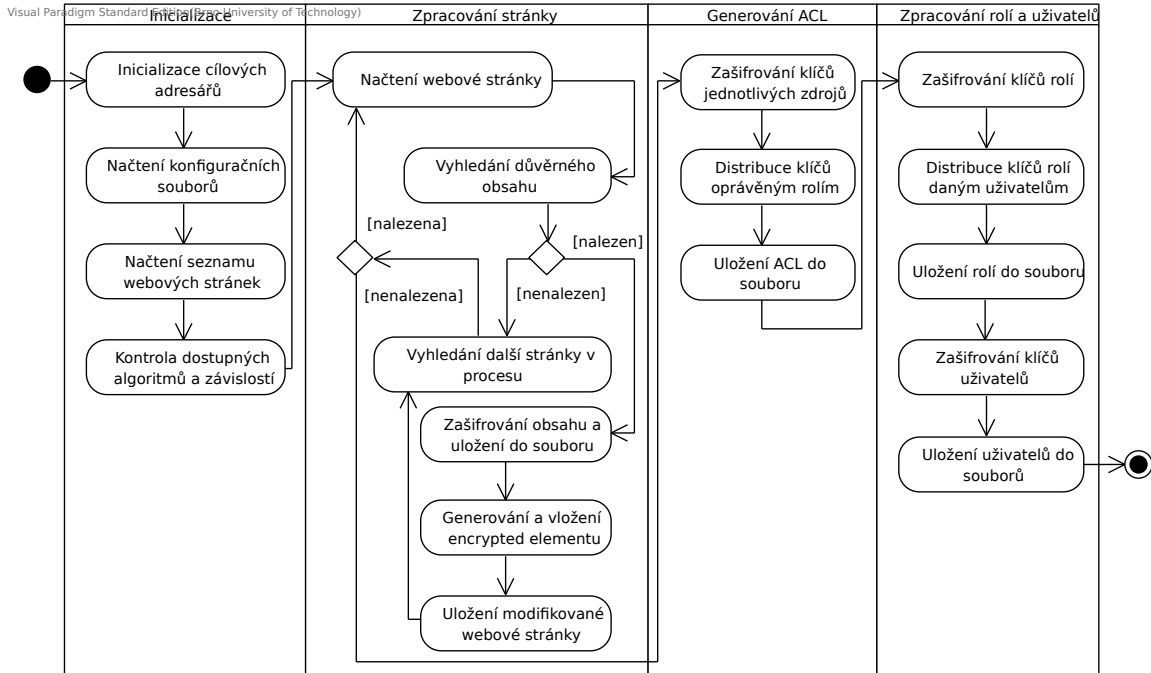 Visual Paradigm Standard Edition(Brno University of Technology)
Inicializace
Zpracování stránky
Generování ACL
Zpracování rolí a uživatelů
Inicializace cílových
adresářů
Načtení konfiguračních
souborů
Načtení seznamu
webových stránek
Kontrola dostupných
algoritmů a závislostí
Načtení webové stránky
Vyhledání důvěrného
obsahu
[nalezena]
[nalezen]
[nenalezena]
[nenalezen]
Vyhledání další stránky v
procesu
Zašifrování obsahu a
uložení do souboru
Generování a vložení
encrypted elementu
Uložení modifikované
webové stránky
Zašifrování klíčů
jednotlivých zdrojů
Distribuce klíčů
oprávěným rolím
Uložení ACL do
souboru
Zašifrování klíčů rolí
Distribuce klíčů rolí
daným uživatelům
Uložení rolí do souboru
Zašifrování klíčů
uživatelů
Uložení uživatelů do
souborů